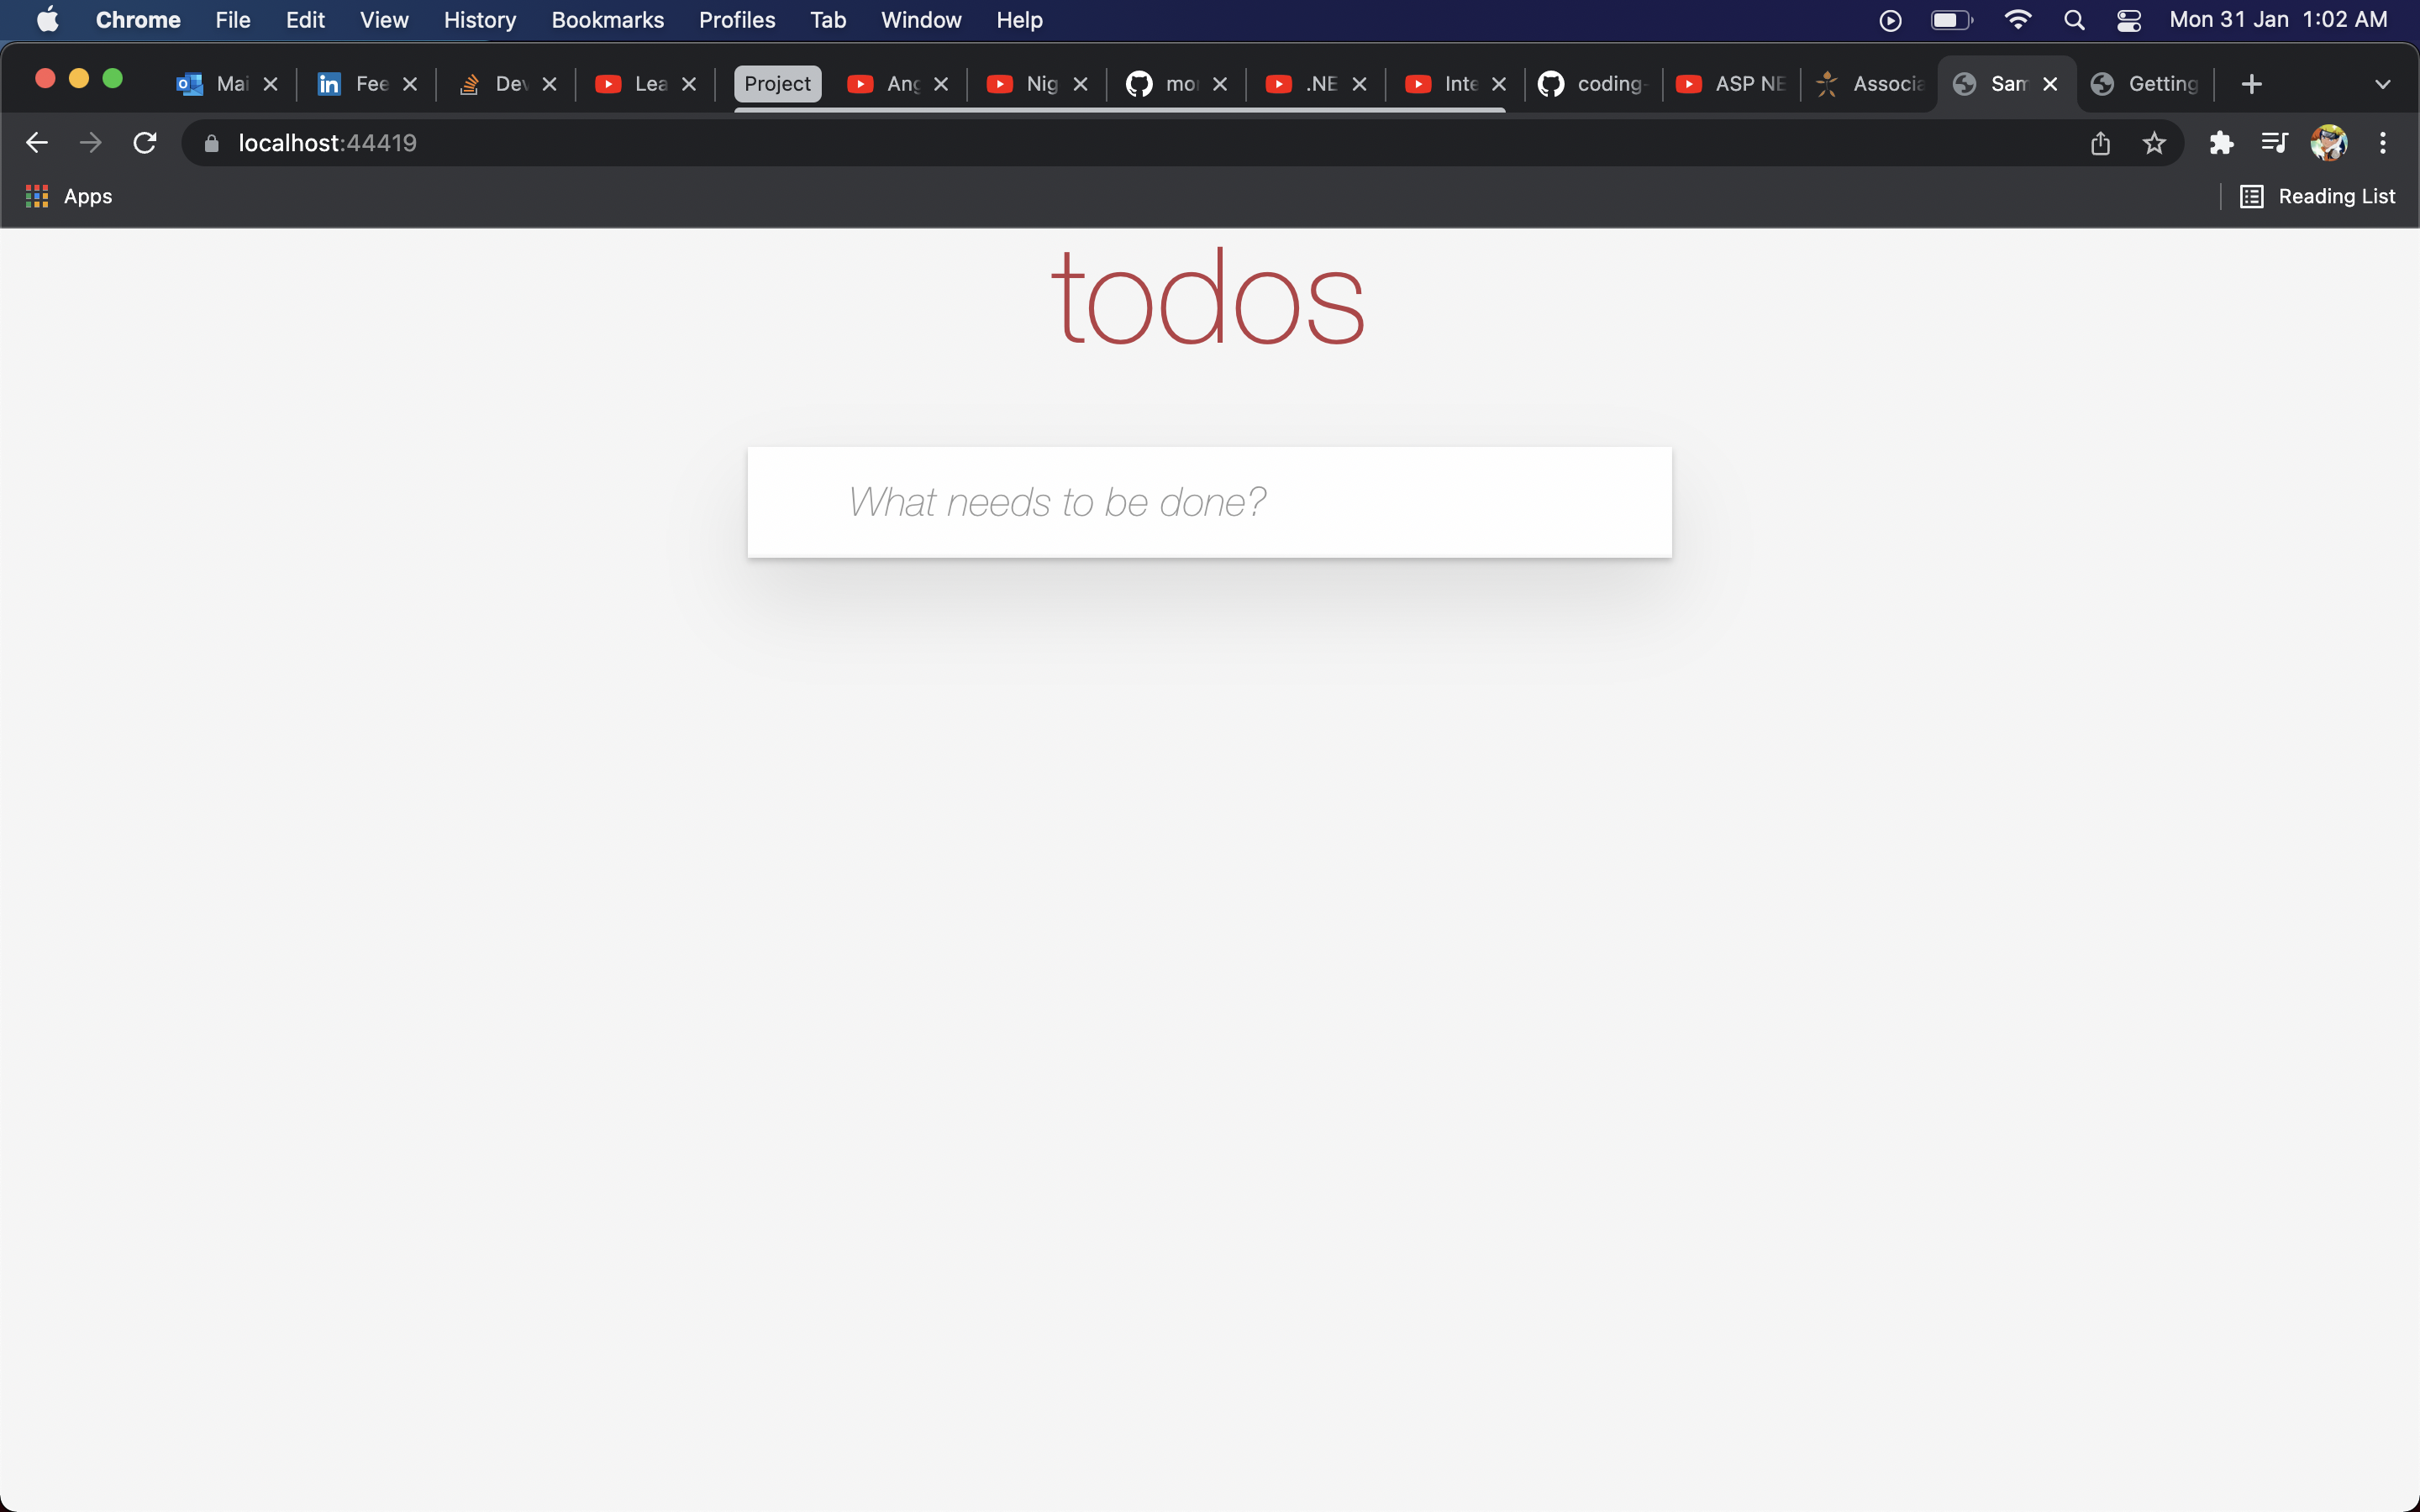 Chrome File Edit View History Bookmarks Profiles Tab Window Help Mon 31 Jan 1:02 AM
Mai Fee Dev Lea Project Ang Nig mo .NE Inte coding- ASP NE Associa Sam Getting
localhost:44419
Apps Reading List
todos
What needs to be done?